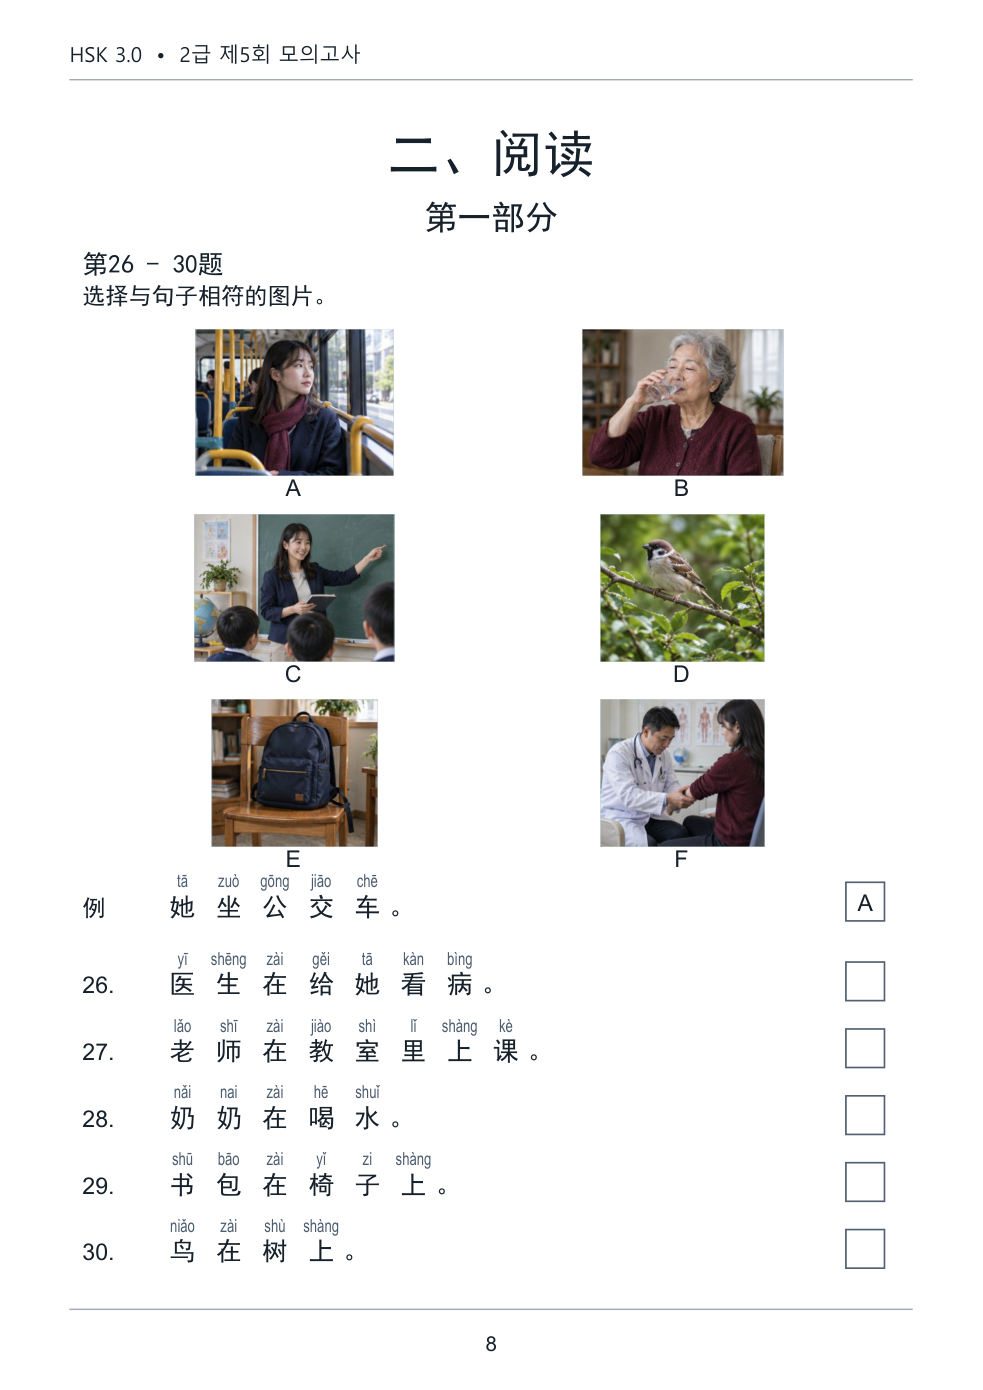 HSK 3.0 • 2급 제5회 모의고사
二、阅读
第一部分
第26 – 30题
选择与句子相符的图片。
A
B
C
D
E
F
tā zuò gōng jiāo chē
例 她坐公交车。 A
yī shēng zài gěi tā kàn bìng
26. 医生在给她看病。
lǎo shī zài jiào shì lǐ shàng kè
27. 老师在教室里上课。
nǎi nai zài hē shuǐ
28. 奶奶在喝水。
shū bāo zài yǐ zi shàng
29. 书包在椅子上。
niǎo zài shù shàng
30. 鸟在树上。
8